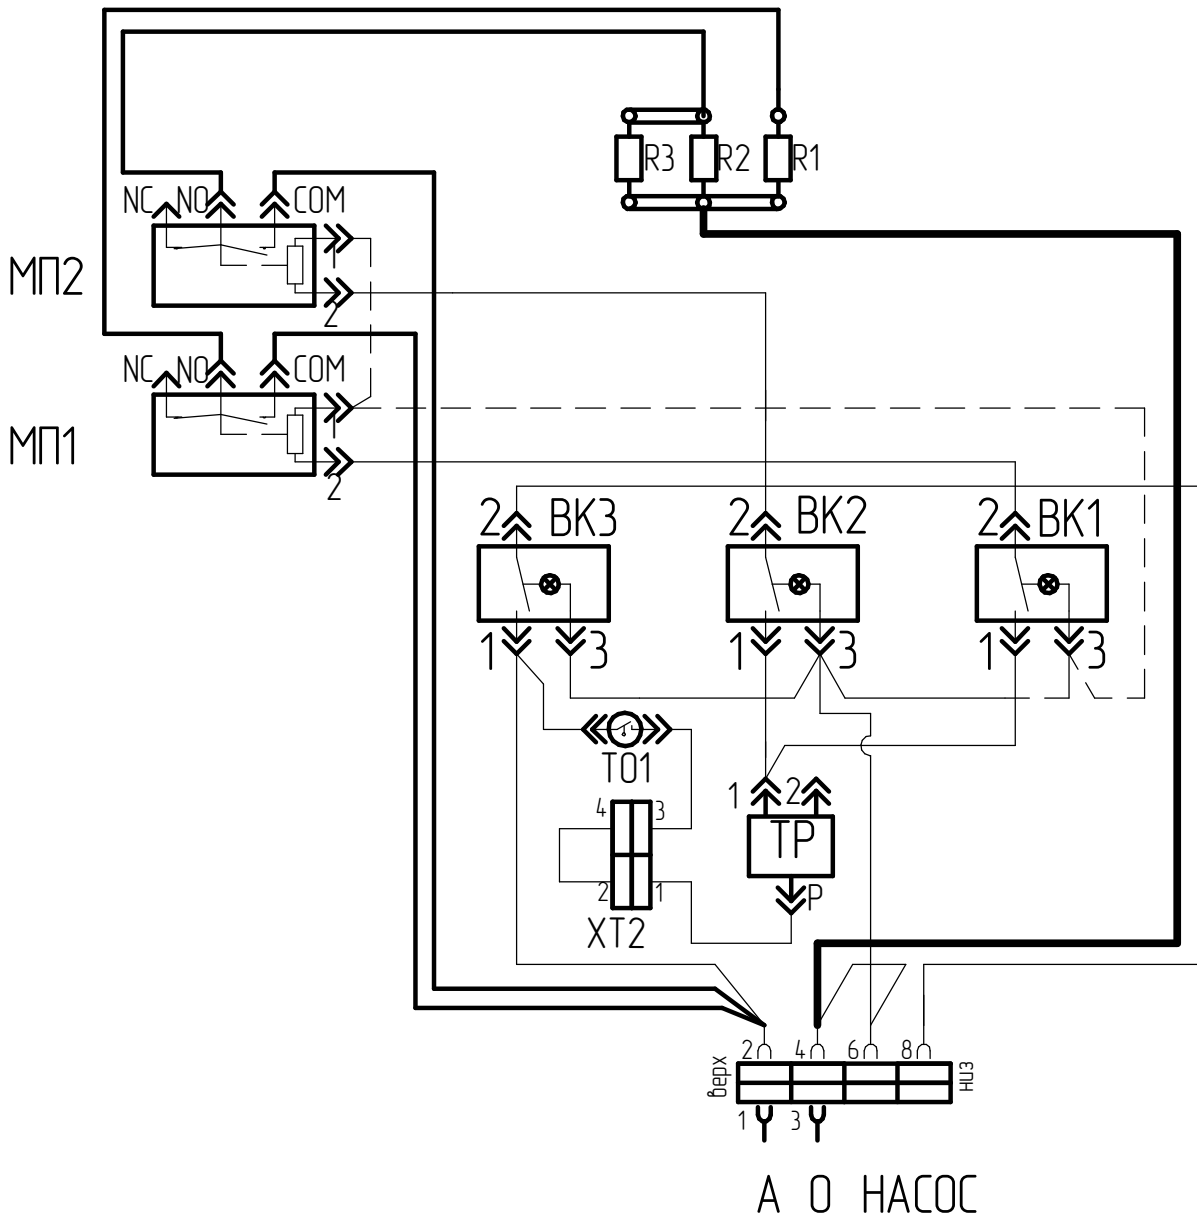 R3 R2 R1
NC NO COM
МП2
1
2
NC NO COM
МП1
1
2
2 ВК3 2 ВК2 2 ВК1
1 3 1 3 1 3
ТО1
1 2
4 3
ТР
2 1
Р
ХТ2
верх 2 4 6 8 низ
1 3
А О НАСОС